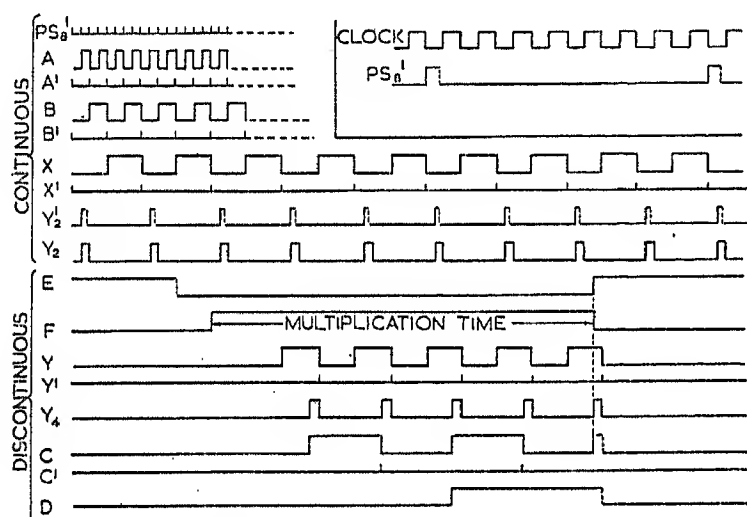 PS₈'
A
A'
B
B'
CLOCK
PS₈'
CONTINUOUS
X
X'
Y₂'
Y₂
DISCONTINUOUS
E
F
MULTIPLICATION TIME
Y
Y'
Y₄
C
C'
D